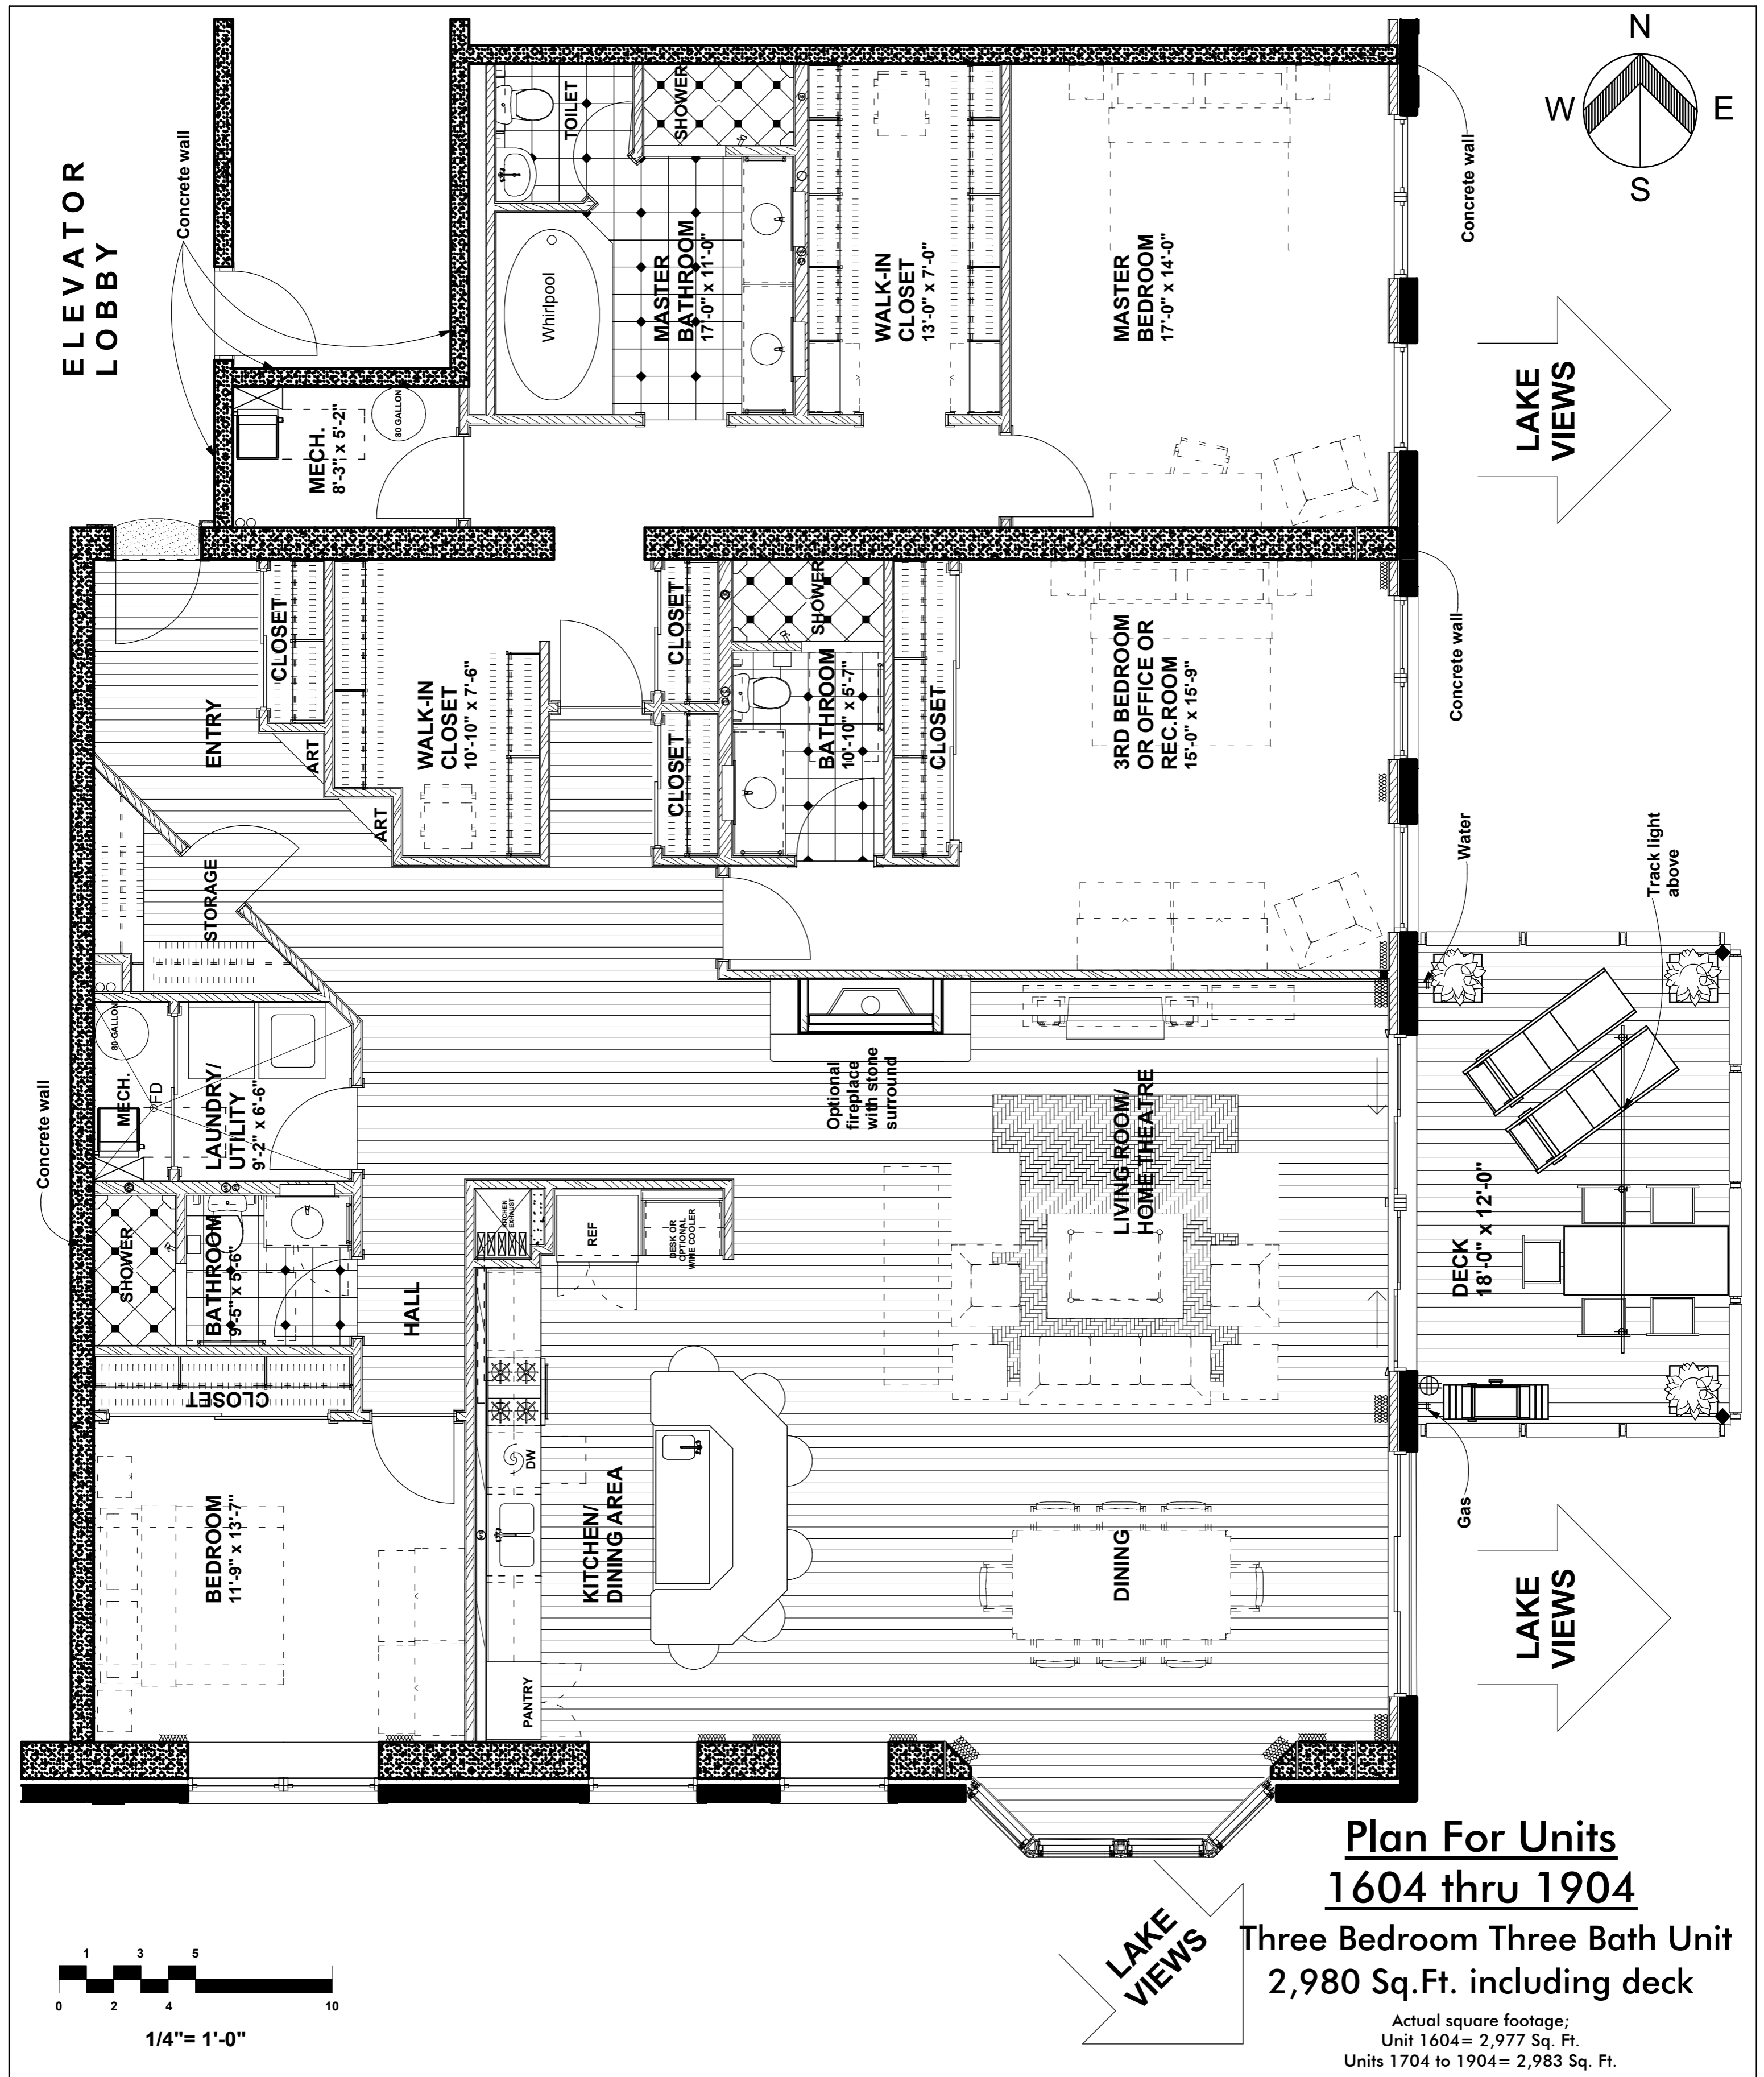 N
W
E
S
ELEVATOR
LOBBY
Concrete wall
TOILET
SHOWER
Whirlpool
MASTER
BATHROOM
17'-0" x 11'-0"
WALK-IN
CLOSET
13'-0" x 7'-0"
MASTER
BEDROOM
17'-0" x 14'-0"
Concrete wall
LAKE
VIEWS
MECH.
8'-3" x 5'-2"
80 GALLON
ENTRY
CLOSET
ART
ART
WALK-IN
CLOSET
10'-10" x 7'-6"
CLOSET
CLOSET
SHOWER
BATHROOM
10'-10" x 5'-7"
CLOSET
3RD BEDROOM
OR OFFICE OR
REC.ROOM
15'-0" x 15'-9"
Concrete wall
STORAGE
Water
Track light
above
80 GALLON
MECH.
FD
LAUNDRY/
UTILITY
9'-2" x 6'-6"
Concrete wall
Optional
fireplace
with stone
surround
LIVING ROOM/
HOME THEATRE
DECK
18'-0" x 12'-0"
SHOWER
BATHROOM
9'-5" x 5'-6"
HALL
KITCHEN
EXHAUST
REF
DESK OR
OPTIONAL
WINE COOLER
CLOSET
BEDROOM
11'-9" x 13'-7"
DW
KITCHEN/
DINING AREA
PANTRY
DINING
Gas
LAKE
VIEWS
LAKE
VIEWS
Plan For Units
1604 thru 1904
Three Bedroom Three Bath Unit
2,980 Sq.Ft. including deck
Actual square footage;
Unit 1604= 2,977 Sq. Ft.
Units 1704 to 1904= 2,983 Sq. Ft.
1 3 5
0 2 4 10
1/4"= 1'-0"